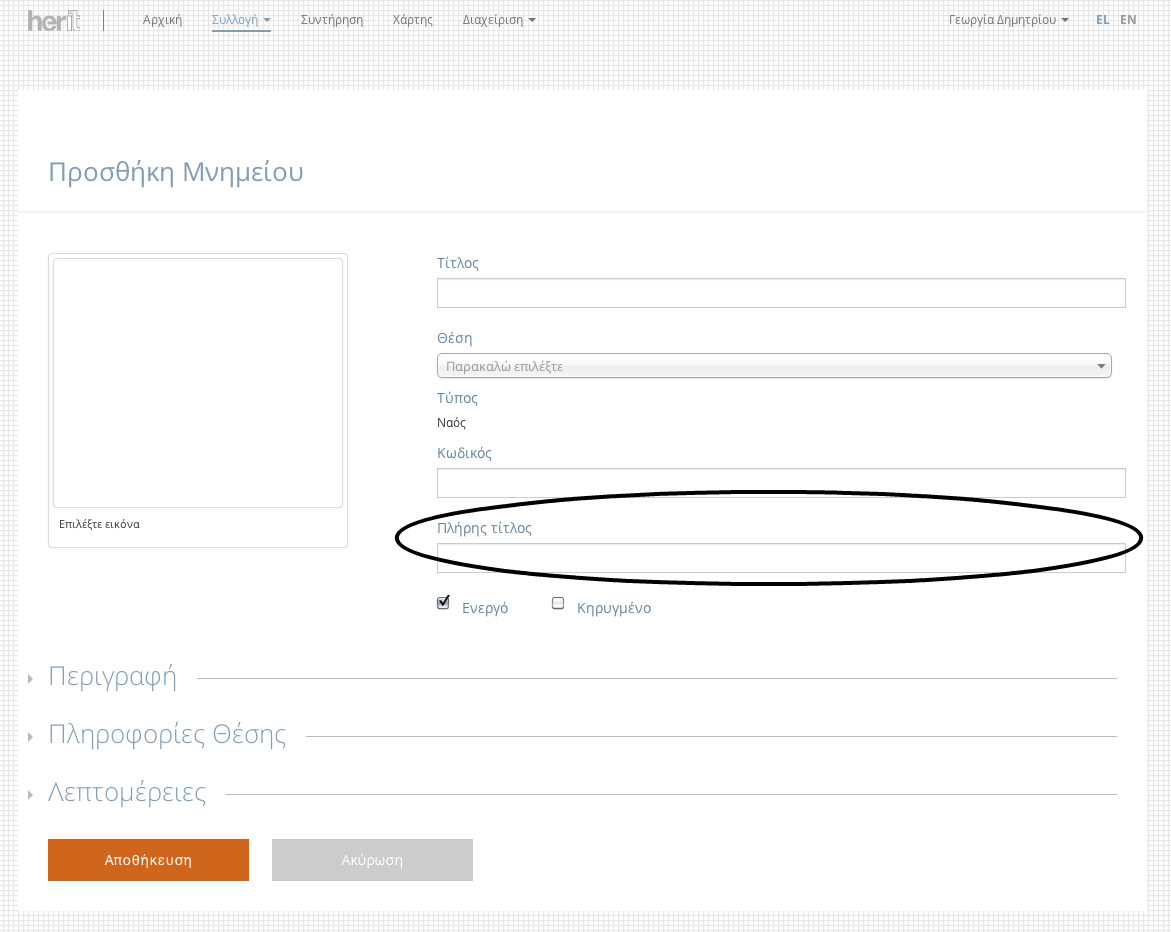 herit Αρχική Συλλογή Συντήρηση Χάρτης Διαχείριση Γεωργία Δημητρίου EL EN
Προσθήκη Μνημείου
Επιλέξτε εικόνα
Τίτλος
Θέση
Παρακαλώ επιλέξτε
Τύπος
Ναός
Κωδικός
Πλήρης τίτλος
Ενεργό Κηρυγμένο
Περιγραφή
Πληροφορίες Θέσης
Λεπτομέρειες
Αποθήκευση Ακύρωση